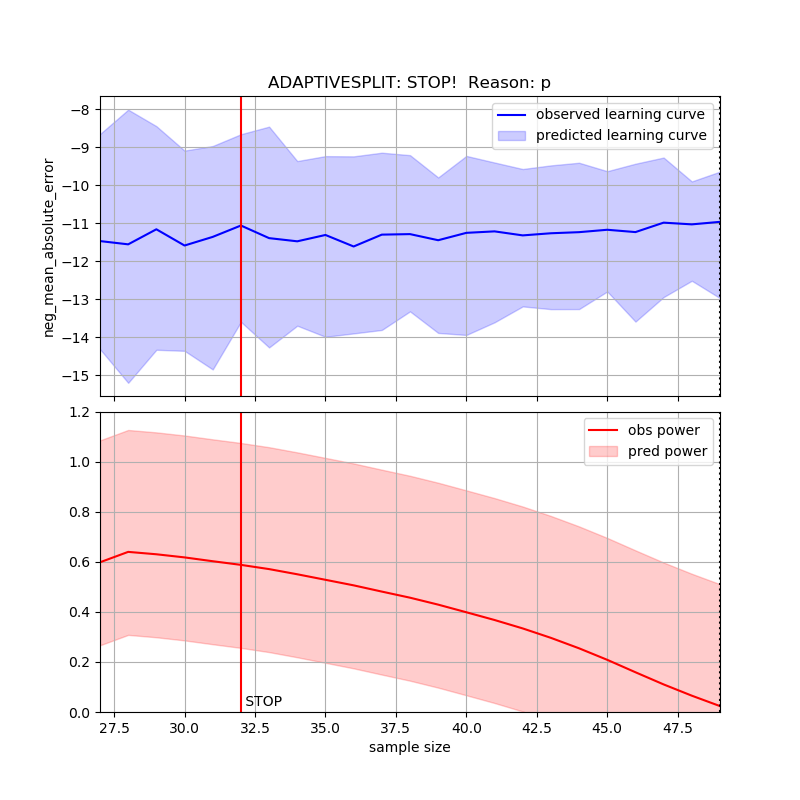 ADAPTIVESPLIT: STOP!  Reason: p
neg_mean_absolute_error
−8
−9
−10
−11
−12
−13
−14
−15
observed learning curve
predicted learning curve
1.2
1.0
0.8
0.6
0.4
0.2
0.0
obs power
pred power
STOP
27.5 30.0 32.5 35.0 37.5 40.0 42.5 45.0 47.5
sample size